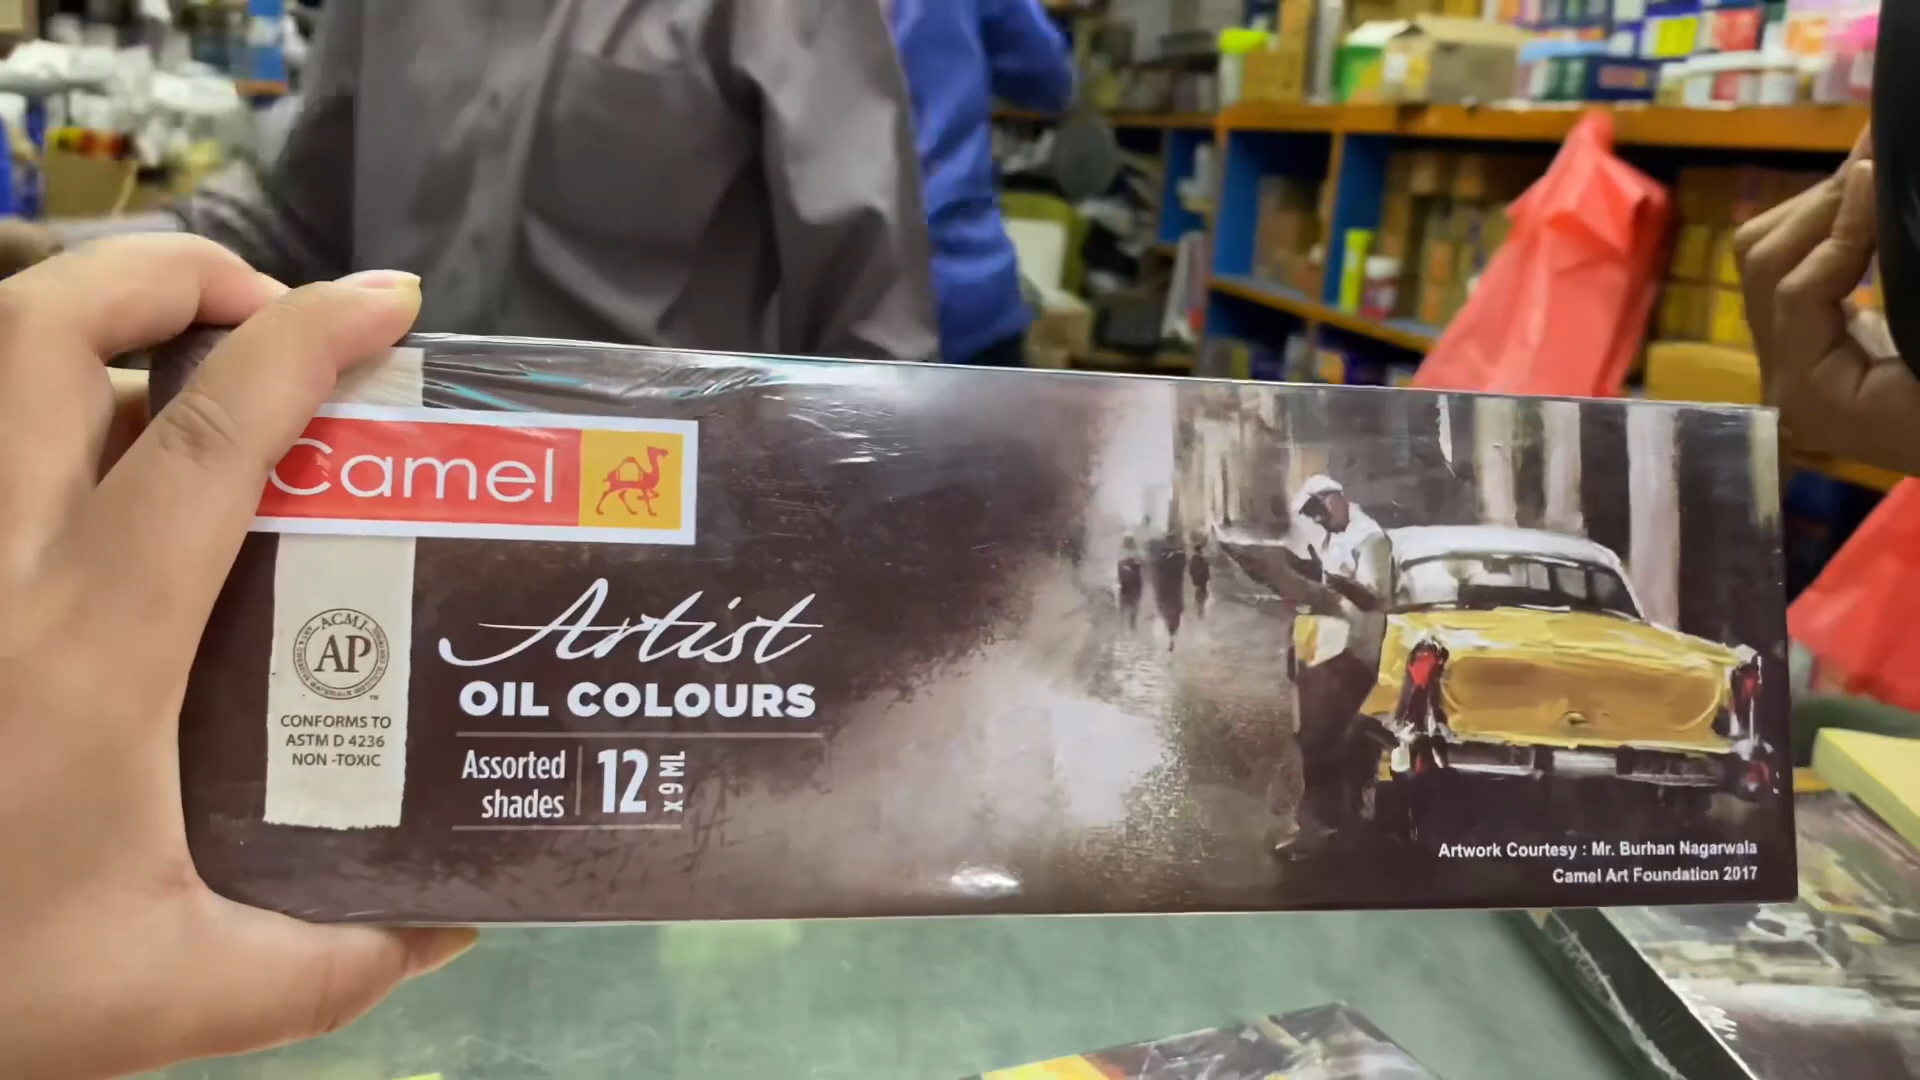 Camel
ACMI
AP
CONFORMS TO
ASTM D 4236
NON -TOXIC
Artist
OIL COLOURS
Assorted
shades
12
x 9 ML
Artwork Courtesy : Mr. Burhan Nagarwala
Camel Art Foundation 2017
Artist